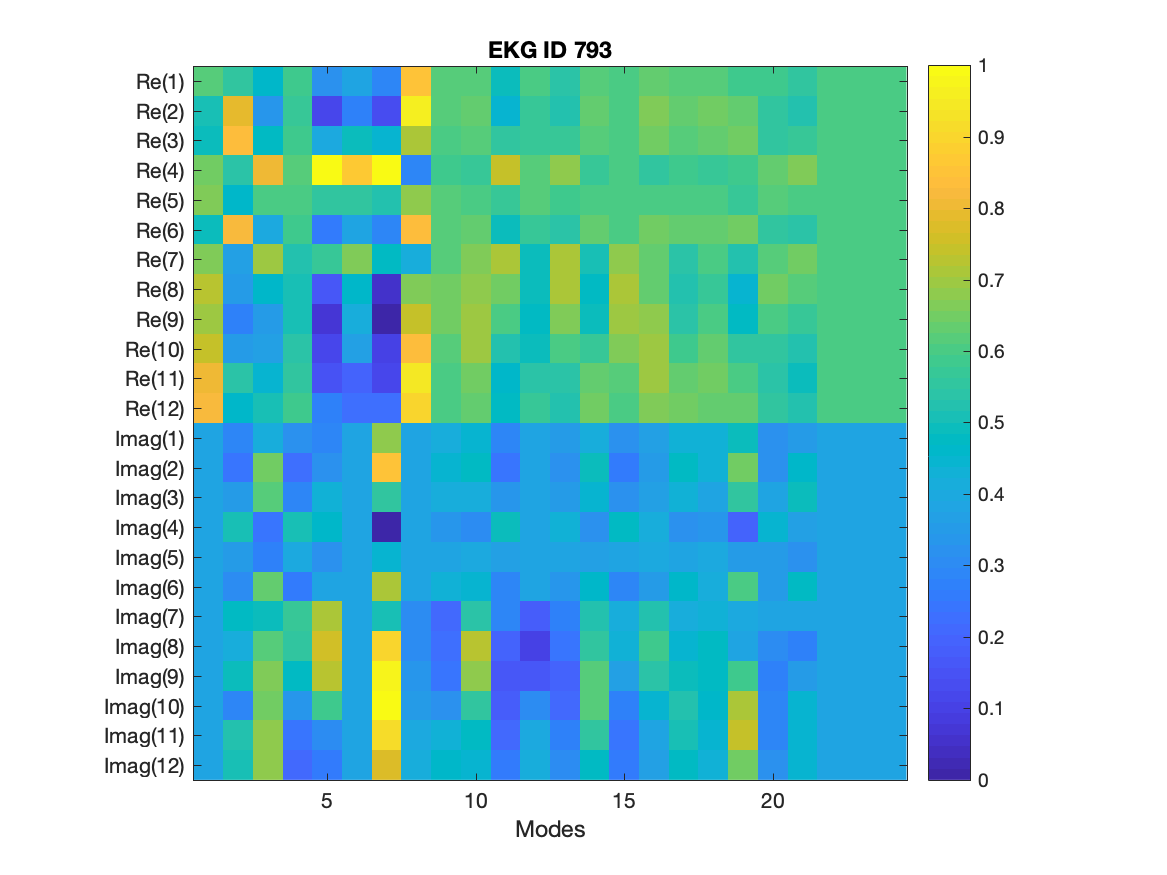 EKG ID 793
Re(1)
Re(2)
Re(3)
Re(4)
Re(5)
Re(6)
Re(7)
Re(8)
Re(9)
Re(10)
Re(11)
Re(12)
Imag(1)
Imag(2)
Imag(3)
Imag(4)
Imag(5)
Imag(6)
Imag(7)
Imag(8)
Imag(9)
Imag(10)
Imag(11)
Imag(12)
5 10 15 20
Modes
1
0.9
0.8
0.7
0.6
0.5
0.4
0.3
0.2
0.1
0